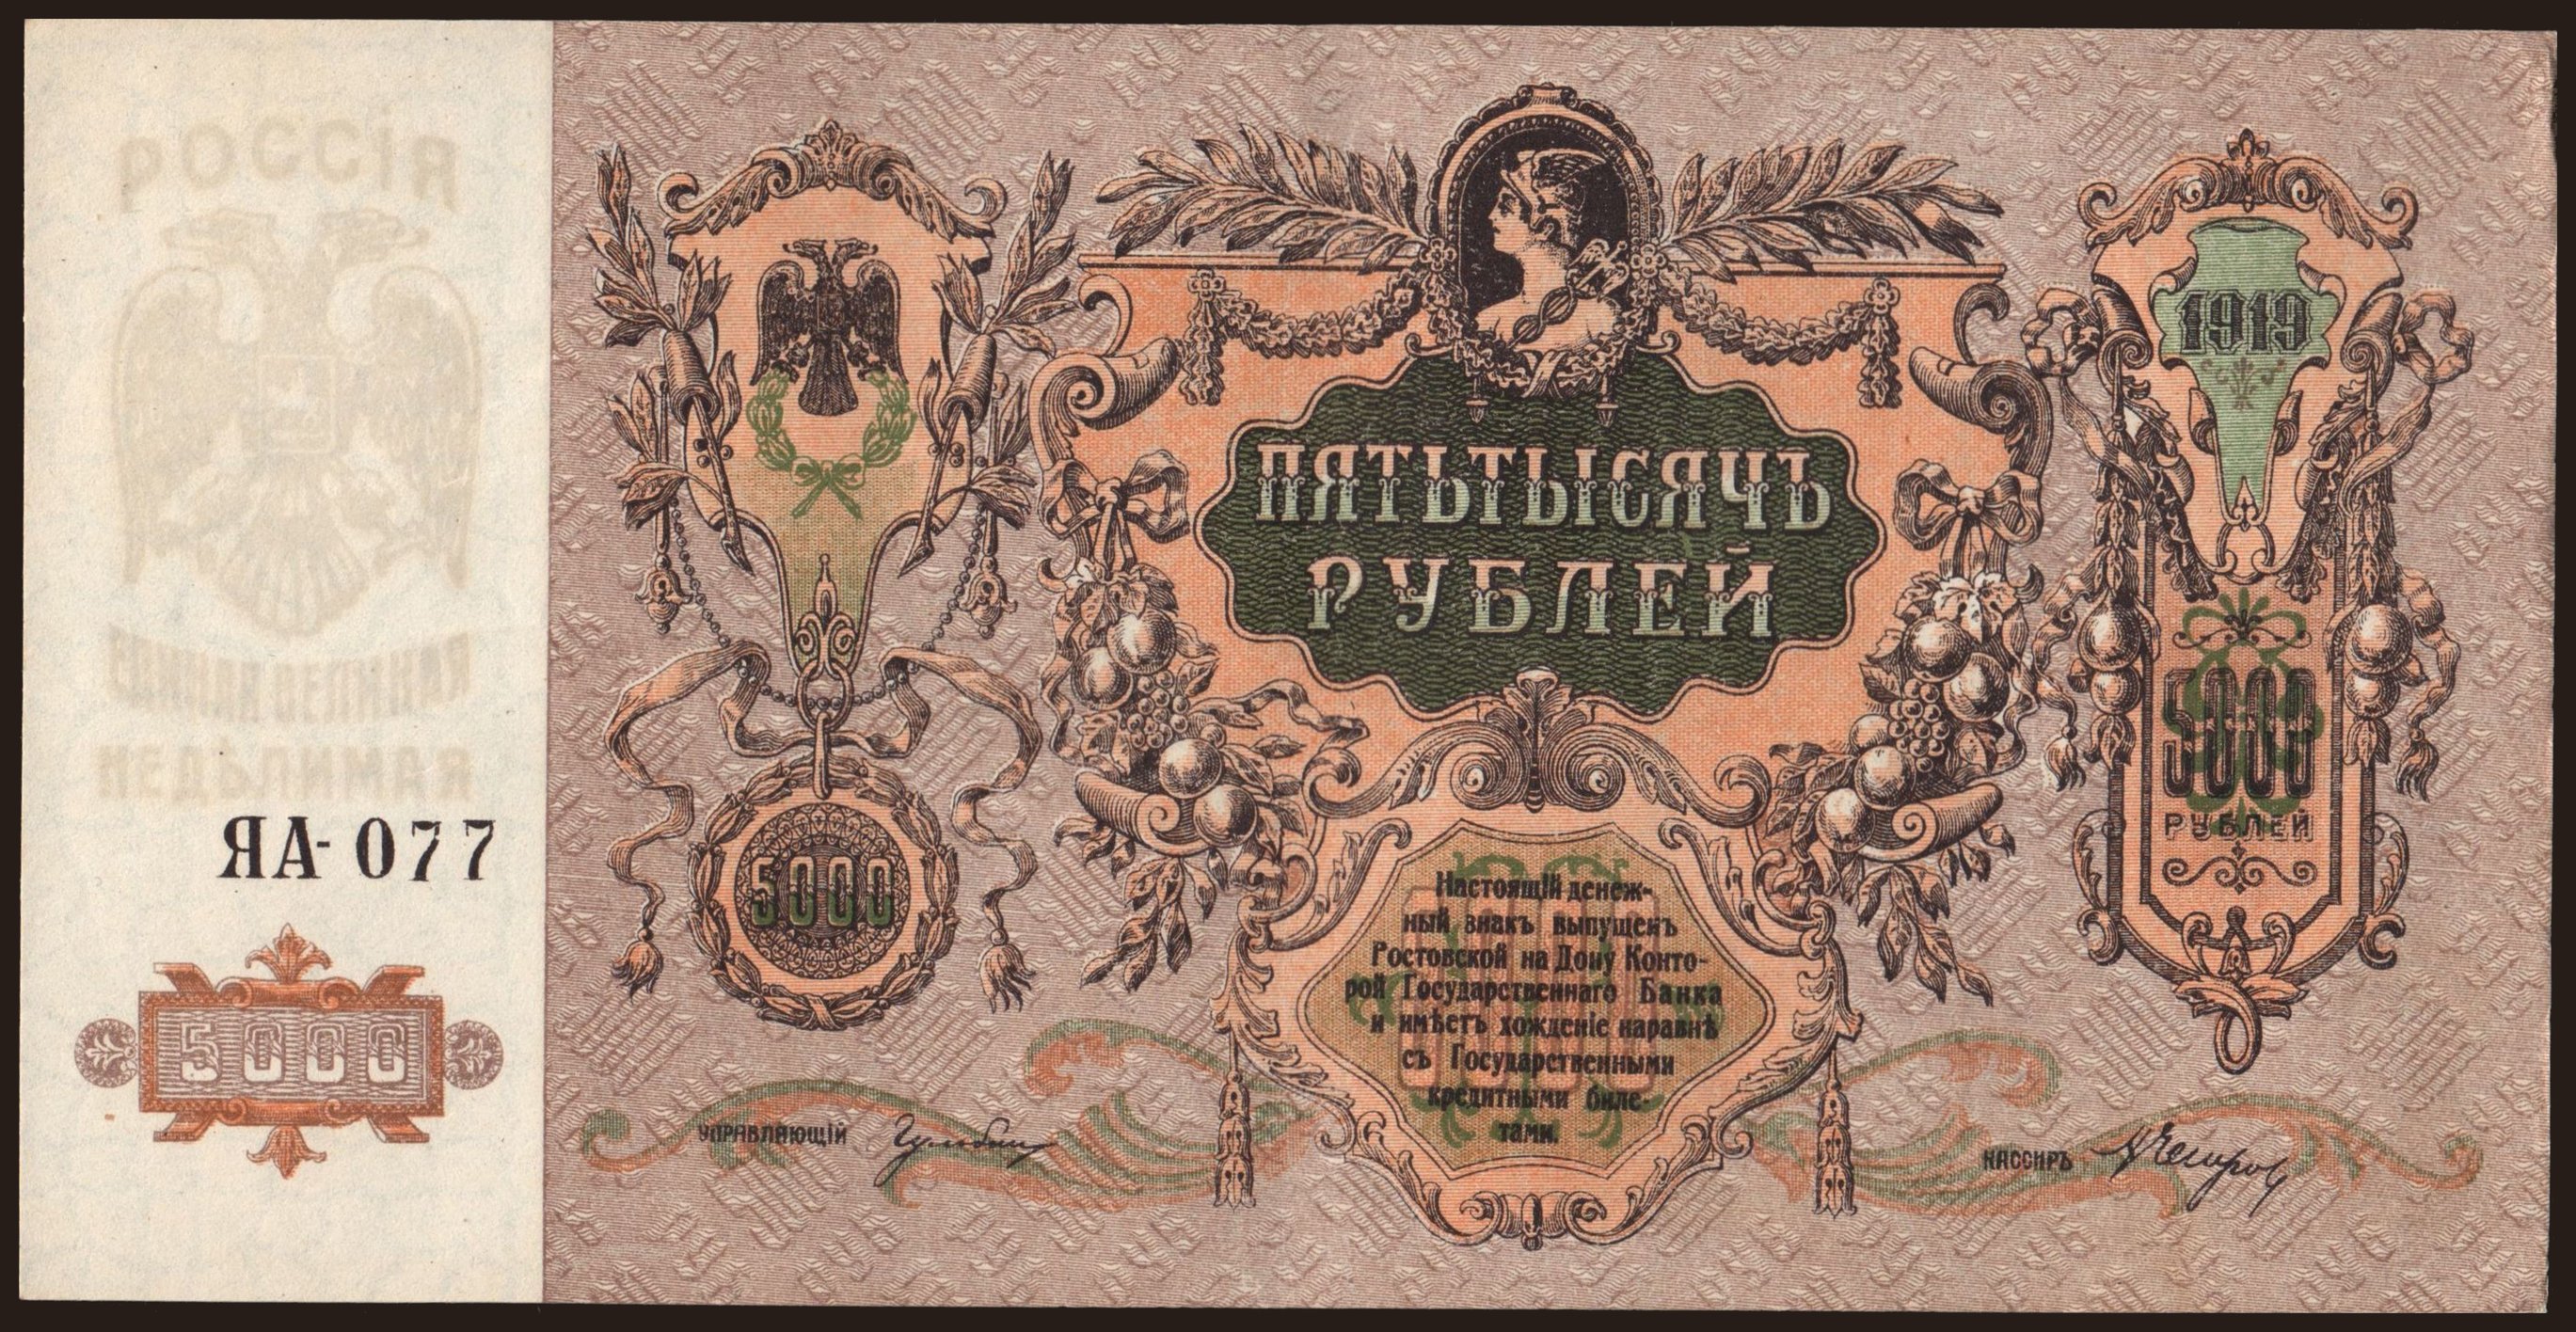 РОССІЯ
ЕДИНАЯ ВЕЛИКАЯ
НЕДѢЛИМАЯ
ЯА-077
5000
5000
ПЯТЬТЫСЯЧЪ
РУБЛЕЙ
Настоящій денеж-
ный знакъ выпущенъ
Ростовской на Дону Конто-
рой Государственнаго Банка
и имѣетъ хожденіе наравнѣ
съ Государственными
кредитными биле-
тами.
1919
5000
РУБЛЕЙ
УПРАВЛЯЮЩІЙ
КАССИРЪ